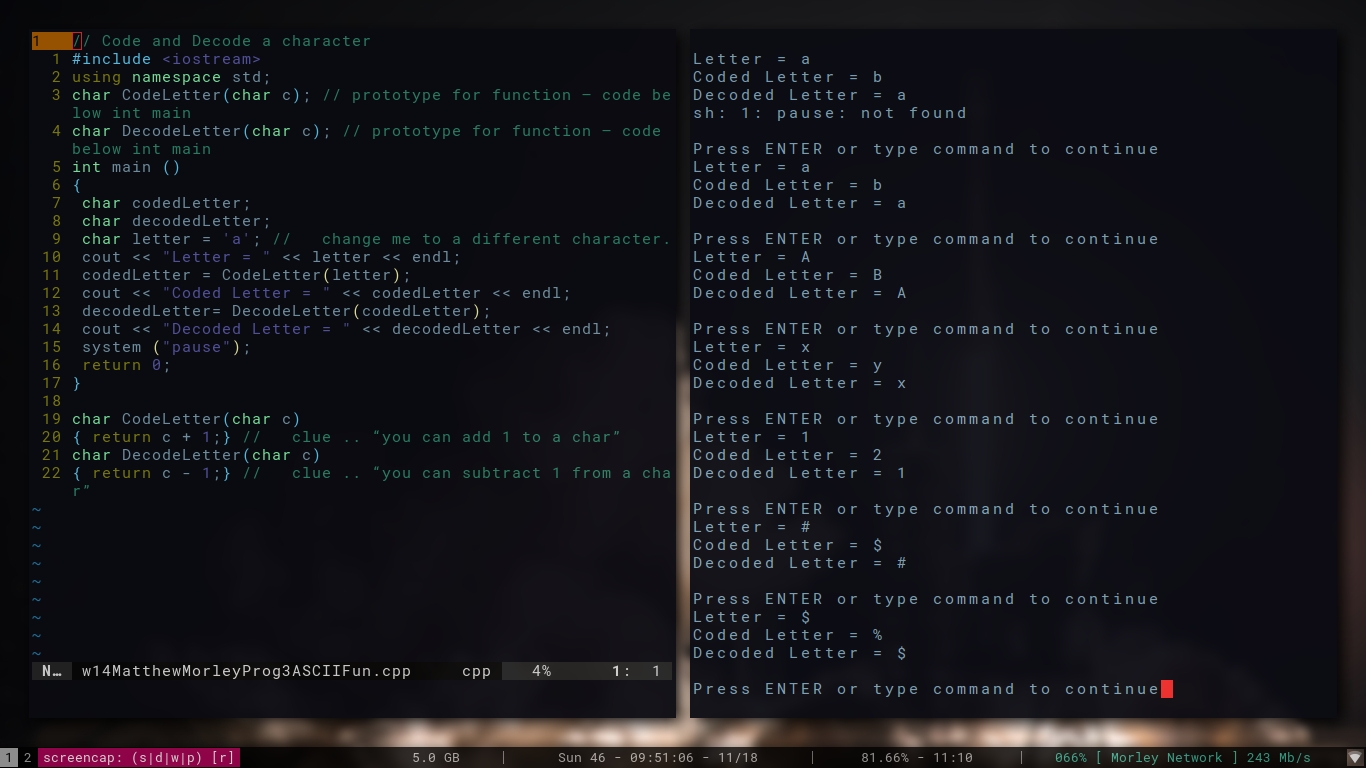 1 // Code and Decode a character
1 #include <iostream>
2 using namespace std;
3 char CodeLetter(char c); // prototype for function – code be
low int main
4 char DecodeLetter(char c); // prototype for function – code
below int main
5 int main ()
6 {
7 char codedLetter;
8 char decodedLetter;
9 char letter = 'a'; //   change me to a different character.
10 cout << "Letter = " << letter << endl;
11 codedLetter = CodeLetter(letter);
12 cout << "Coded Letter = " << codedLetter << endl;
13 decodedLetter= DecodeLetter(codedLetter);
14 cout << "Decoded Letter = " << decodedLetter << endl;
15 system ("pause");
16 return 0;
17 }
18
19 char CodeLetter(char c)
20 { return c + 1;} //   clue .. “you can add 1 to a char”
21 char DecodeLetter(char c)
22 { return c - 1;} //   clue .. “you can subtract 1 from a cha
r”
~
~
~
~
~
~
~
~
~
N… w14MatthewMorleyProg3ASCIIFun.cpp cpp 4% 1: 1
Letter = a
Coded Letter = b
Decoded Letter = a
sh: 1: pause: not found
Press ENTER or type command to continue
Letter = a
Coded Letter = b
Decoded Letter = a
Press ENTER or type command to continue
Letter = A
Coded Letter = B
Decoded Letter = A
Press ENTER or type command to continue
Letter = x
Coded Letter = y
Decoded Letter = x
Press ENTER or type command to continue
Letter = 1
Coded Letter = 2
Decoded Letter = 1
Press ENTER or type command to continue
Letter = #
Coded Letter = $
Decoded Letter = #
Press ENTER or type command to continue
Letter = $
Coded Letter = %
Decoded Letter = $
Press ENTER or type command to continue
1 2 screencap: (s|d|w|p) [r] 5.0 GB | Sun 46 - 09:51:06 - 11/18 | 81.66% - 11:10 | 066% [ Morley Network ] 243 Mb/s